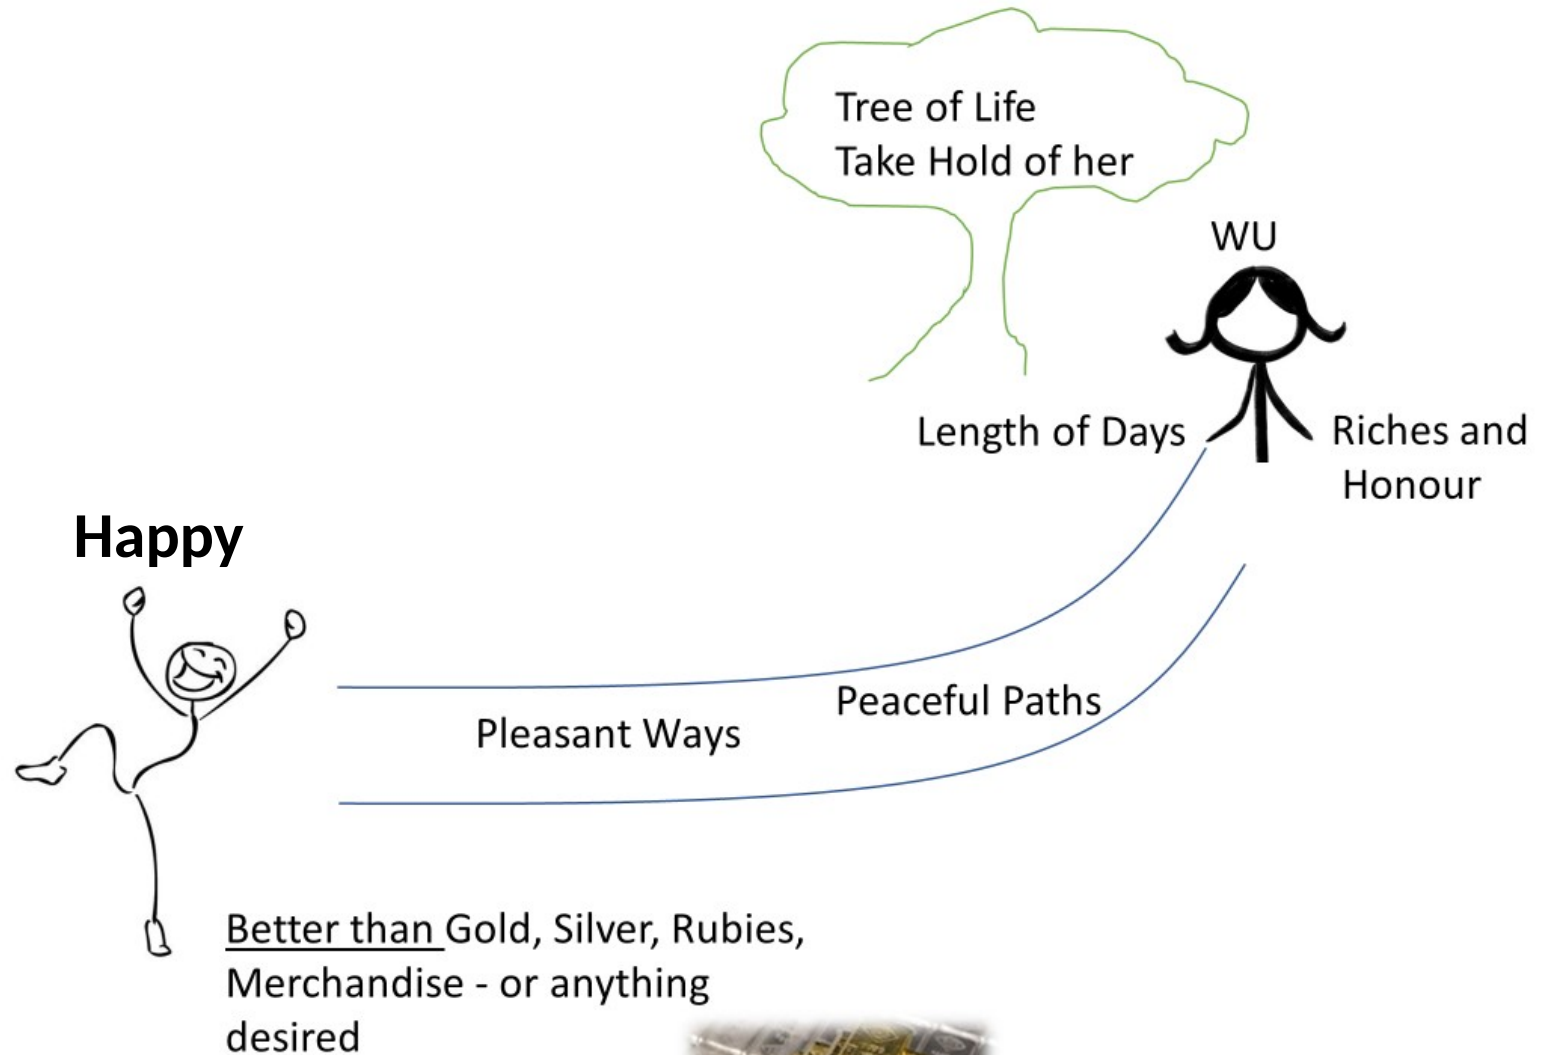 Tree of Life
Take Hold of her
WU
Length of Days
Riches and
Honour
Happy
Peaceful Paths
Pleasant Ways
Better than Gold, Silver, Rubies,
Merchandise - or anything
desired